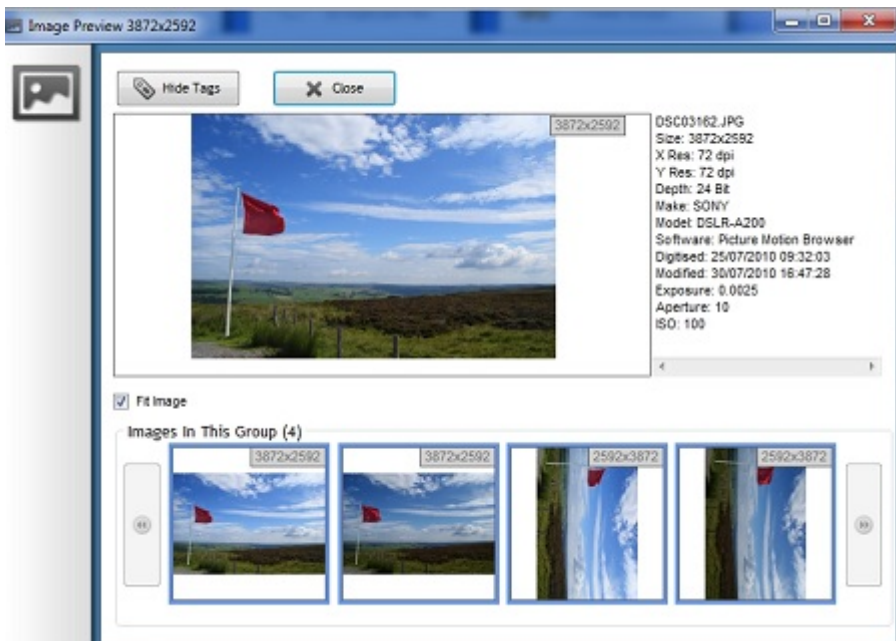 Image Preview 3872x2592
Hide Tags
Close
3872x2592
DSC03162.JPG
Size: 3872x2592
X Res: 72 dpi
Y Res: 72 dpi
Depth: 24 Bit
Make: SONY
Model: DSLR-A200
Software: Picture Motion Browser
Digitised: 25/07/2010 09:32:03
Modified: 30/07/2010 16:47:28
Exposure: 0.0025
Aperture: 10
ISO: 100
Fit Image
Images In This Group (4)
3872x2592
3872x2592
2592x3872
2592x3872